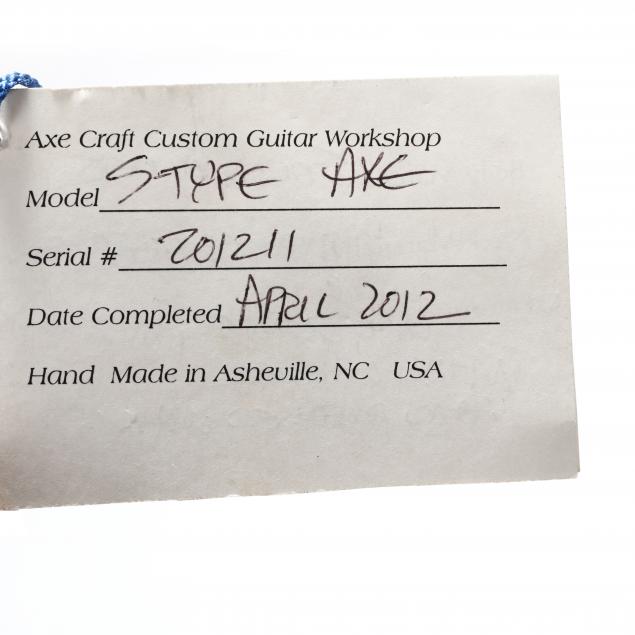 Axe Craft Custom Guitar Workshop
Model S-TYPE AXE
Serial # 201211
Date Completed APRIL 2012
Hand Made in Asheville, NC USA